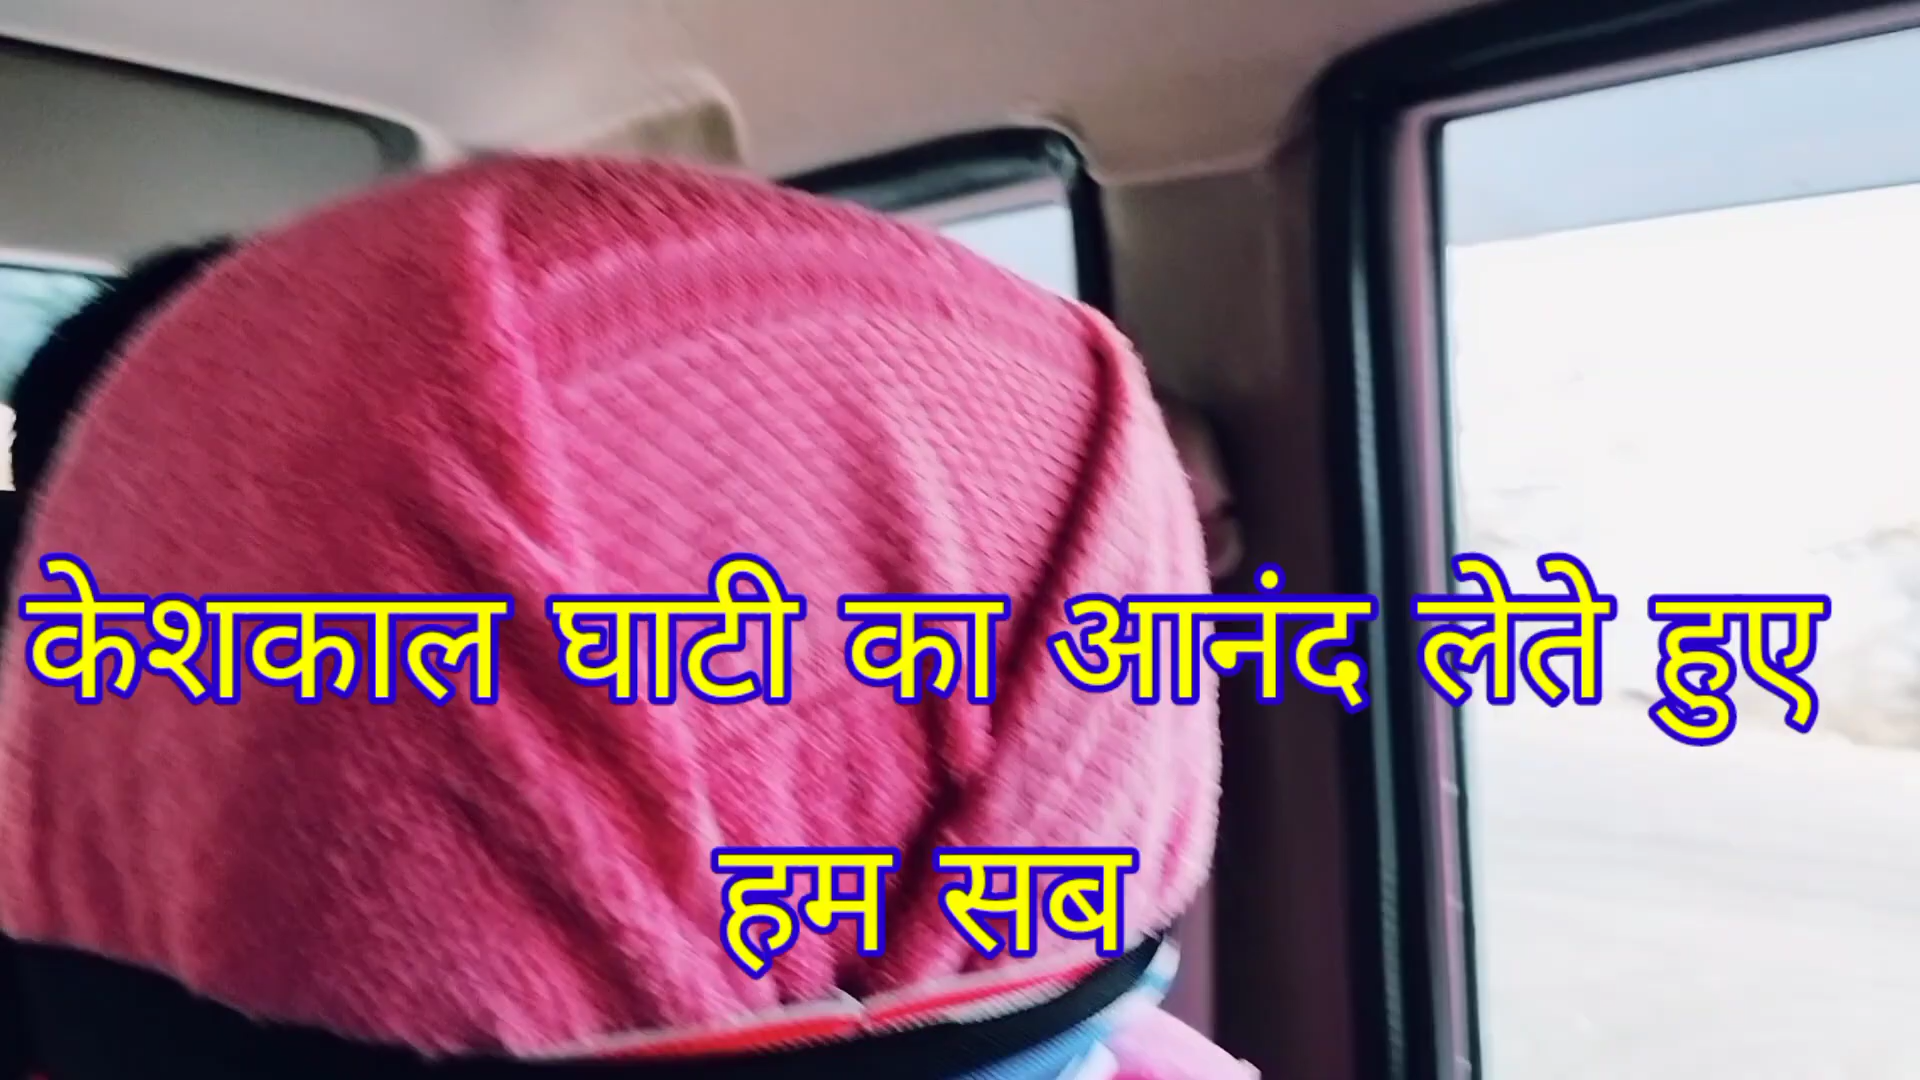 केशकाल घाटी का आनंद लेते हुए
हम सब